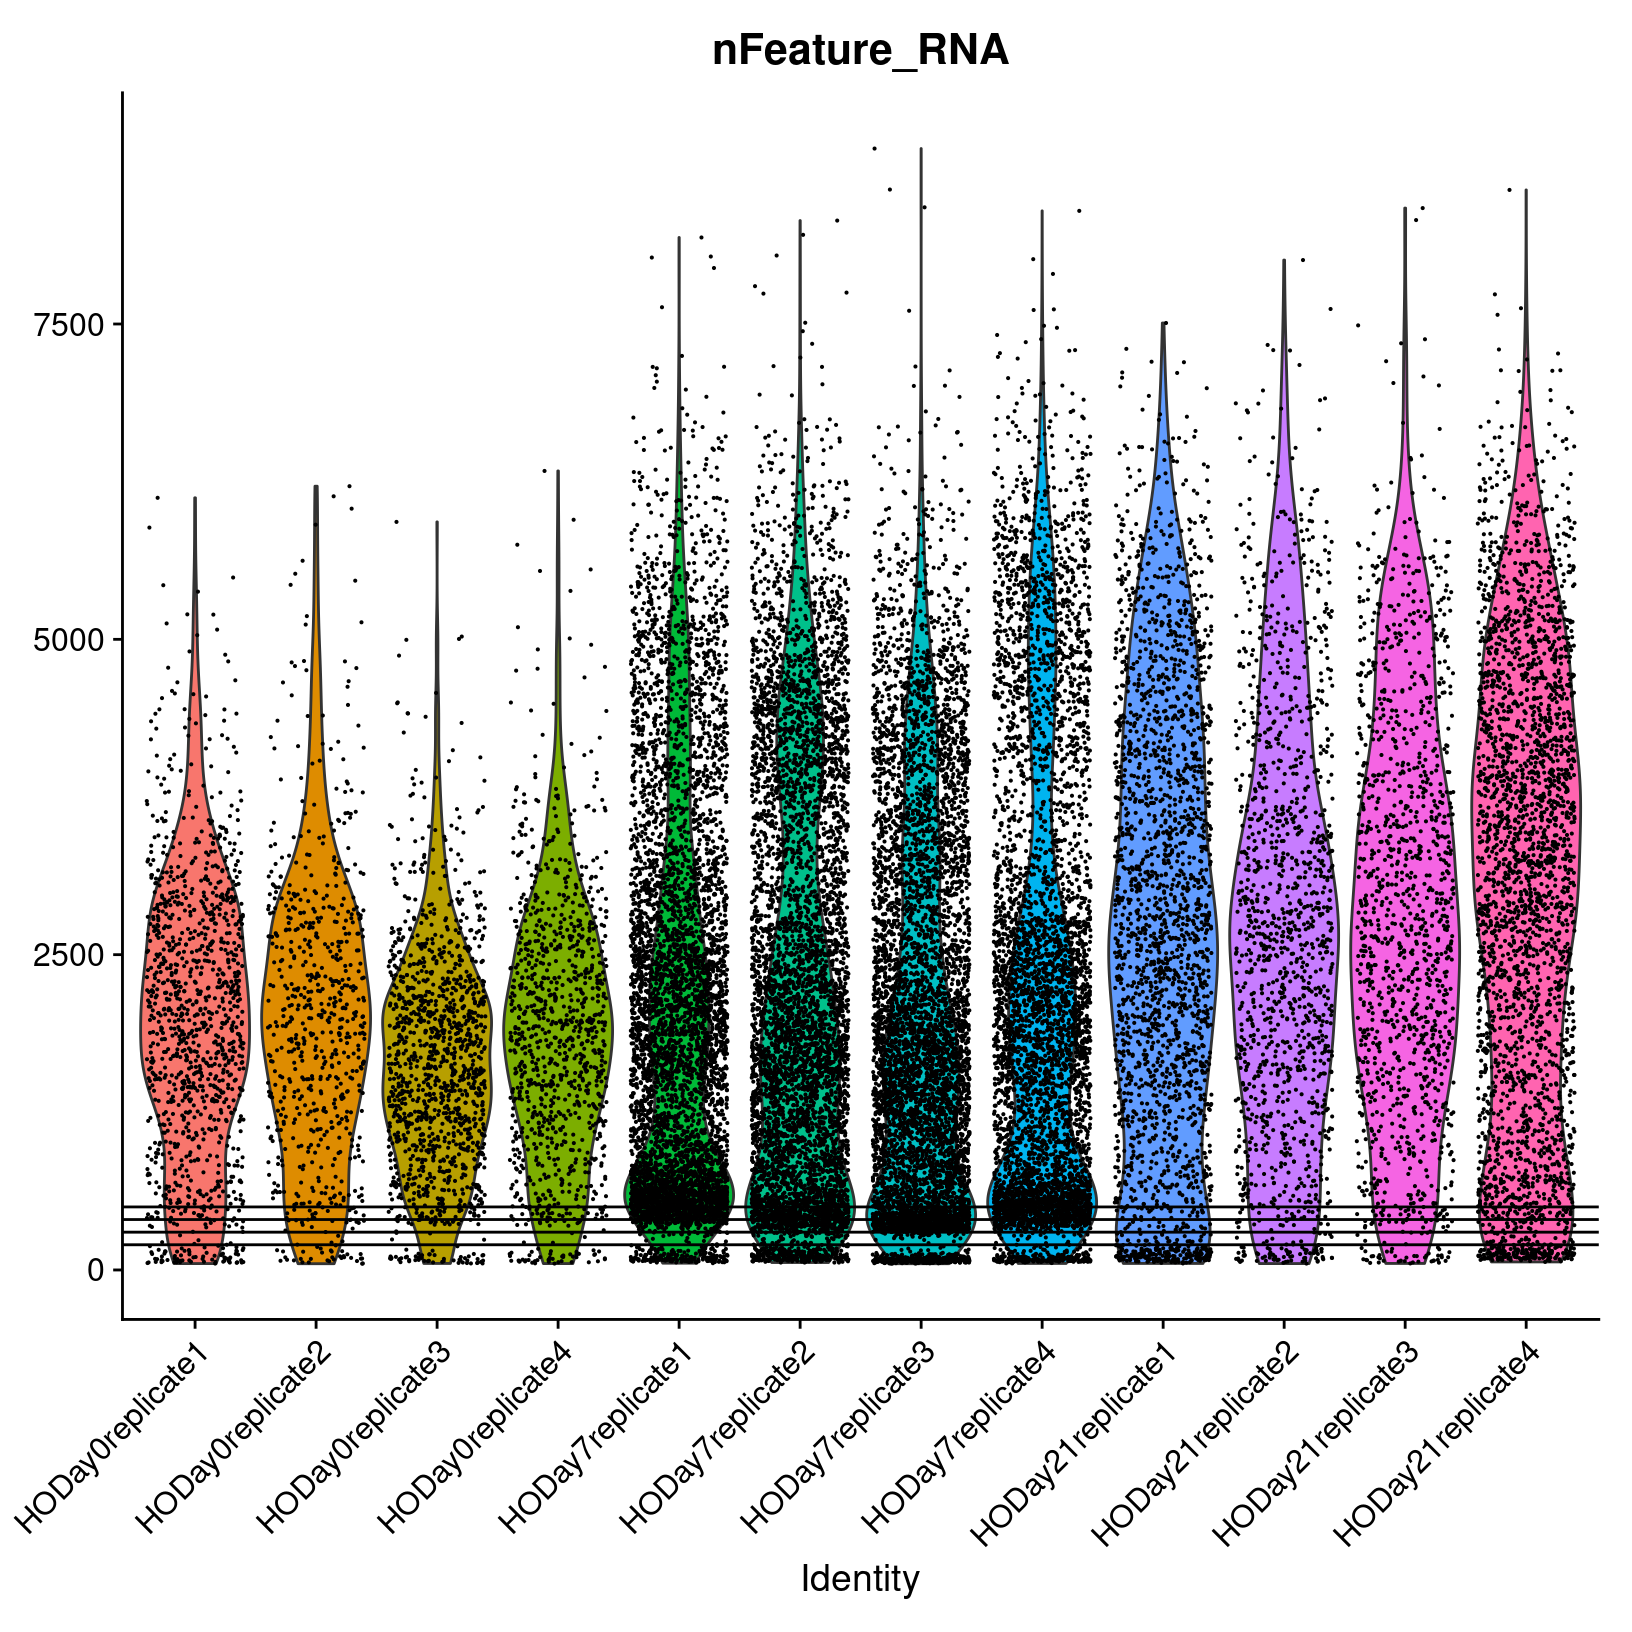 nFeature_RNA
7500
5000
2500
0
HODay0replicate1
HODay0replicate2
HODay0replicate3
HODay0replicate4
HODay7replicate1
HODay7replicate2
HODay7replicate3
HODay7replicate4
HODay21replicate1
HODay21replicate2
HODay21replicate3
HODay21replicate4
Identity